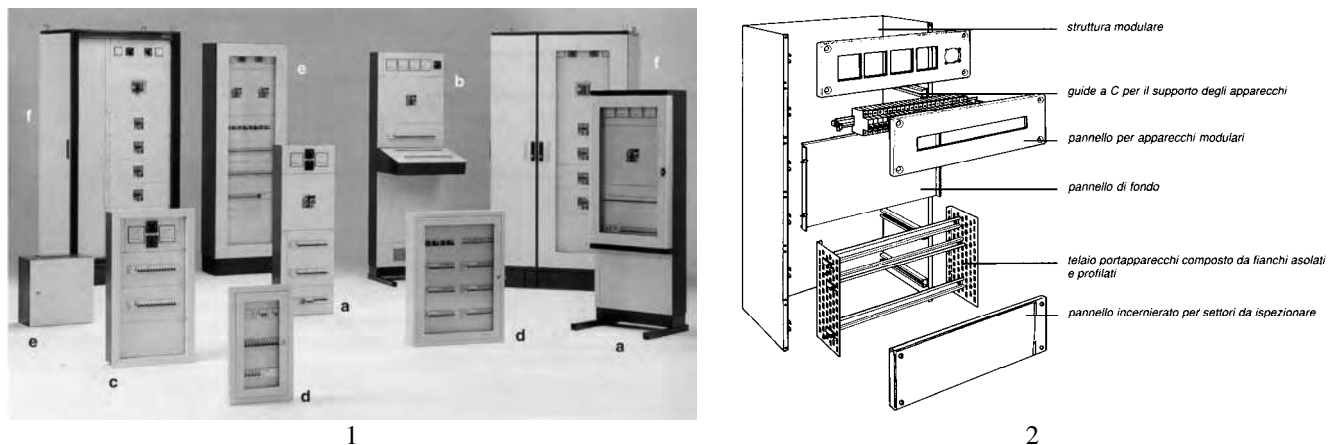 f
e
b
f
e
c
d
a
d
a
1
struttura modulare
guide a C per il supporto degli apparecchi
pannello per apparecchi modulari
pannello di fondo
telaio portapparecchi composto da fianchi asolati
e profilati
pannello incernierato per settori da ispezionare
2